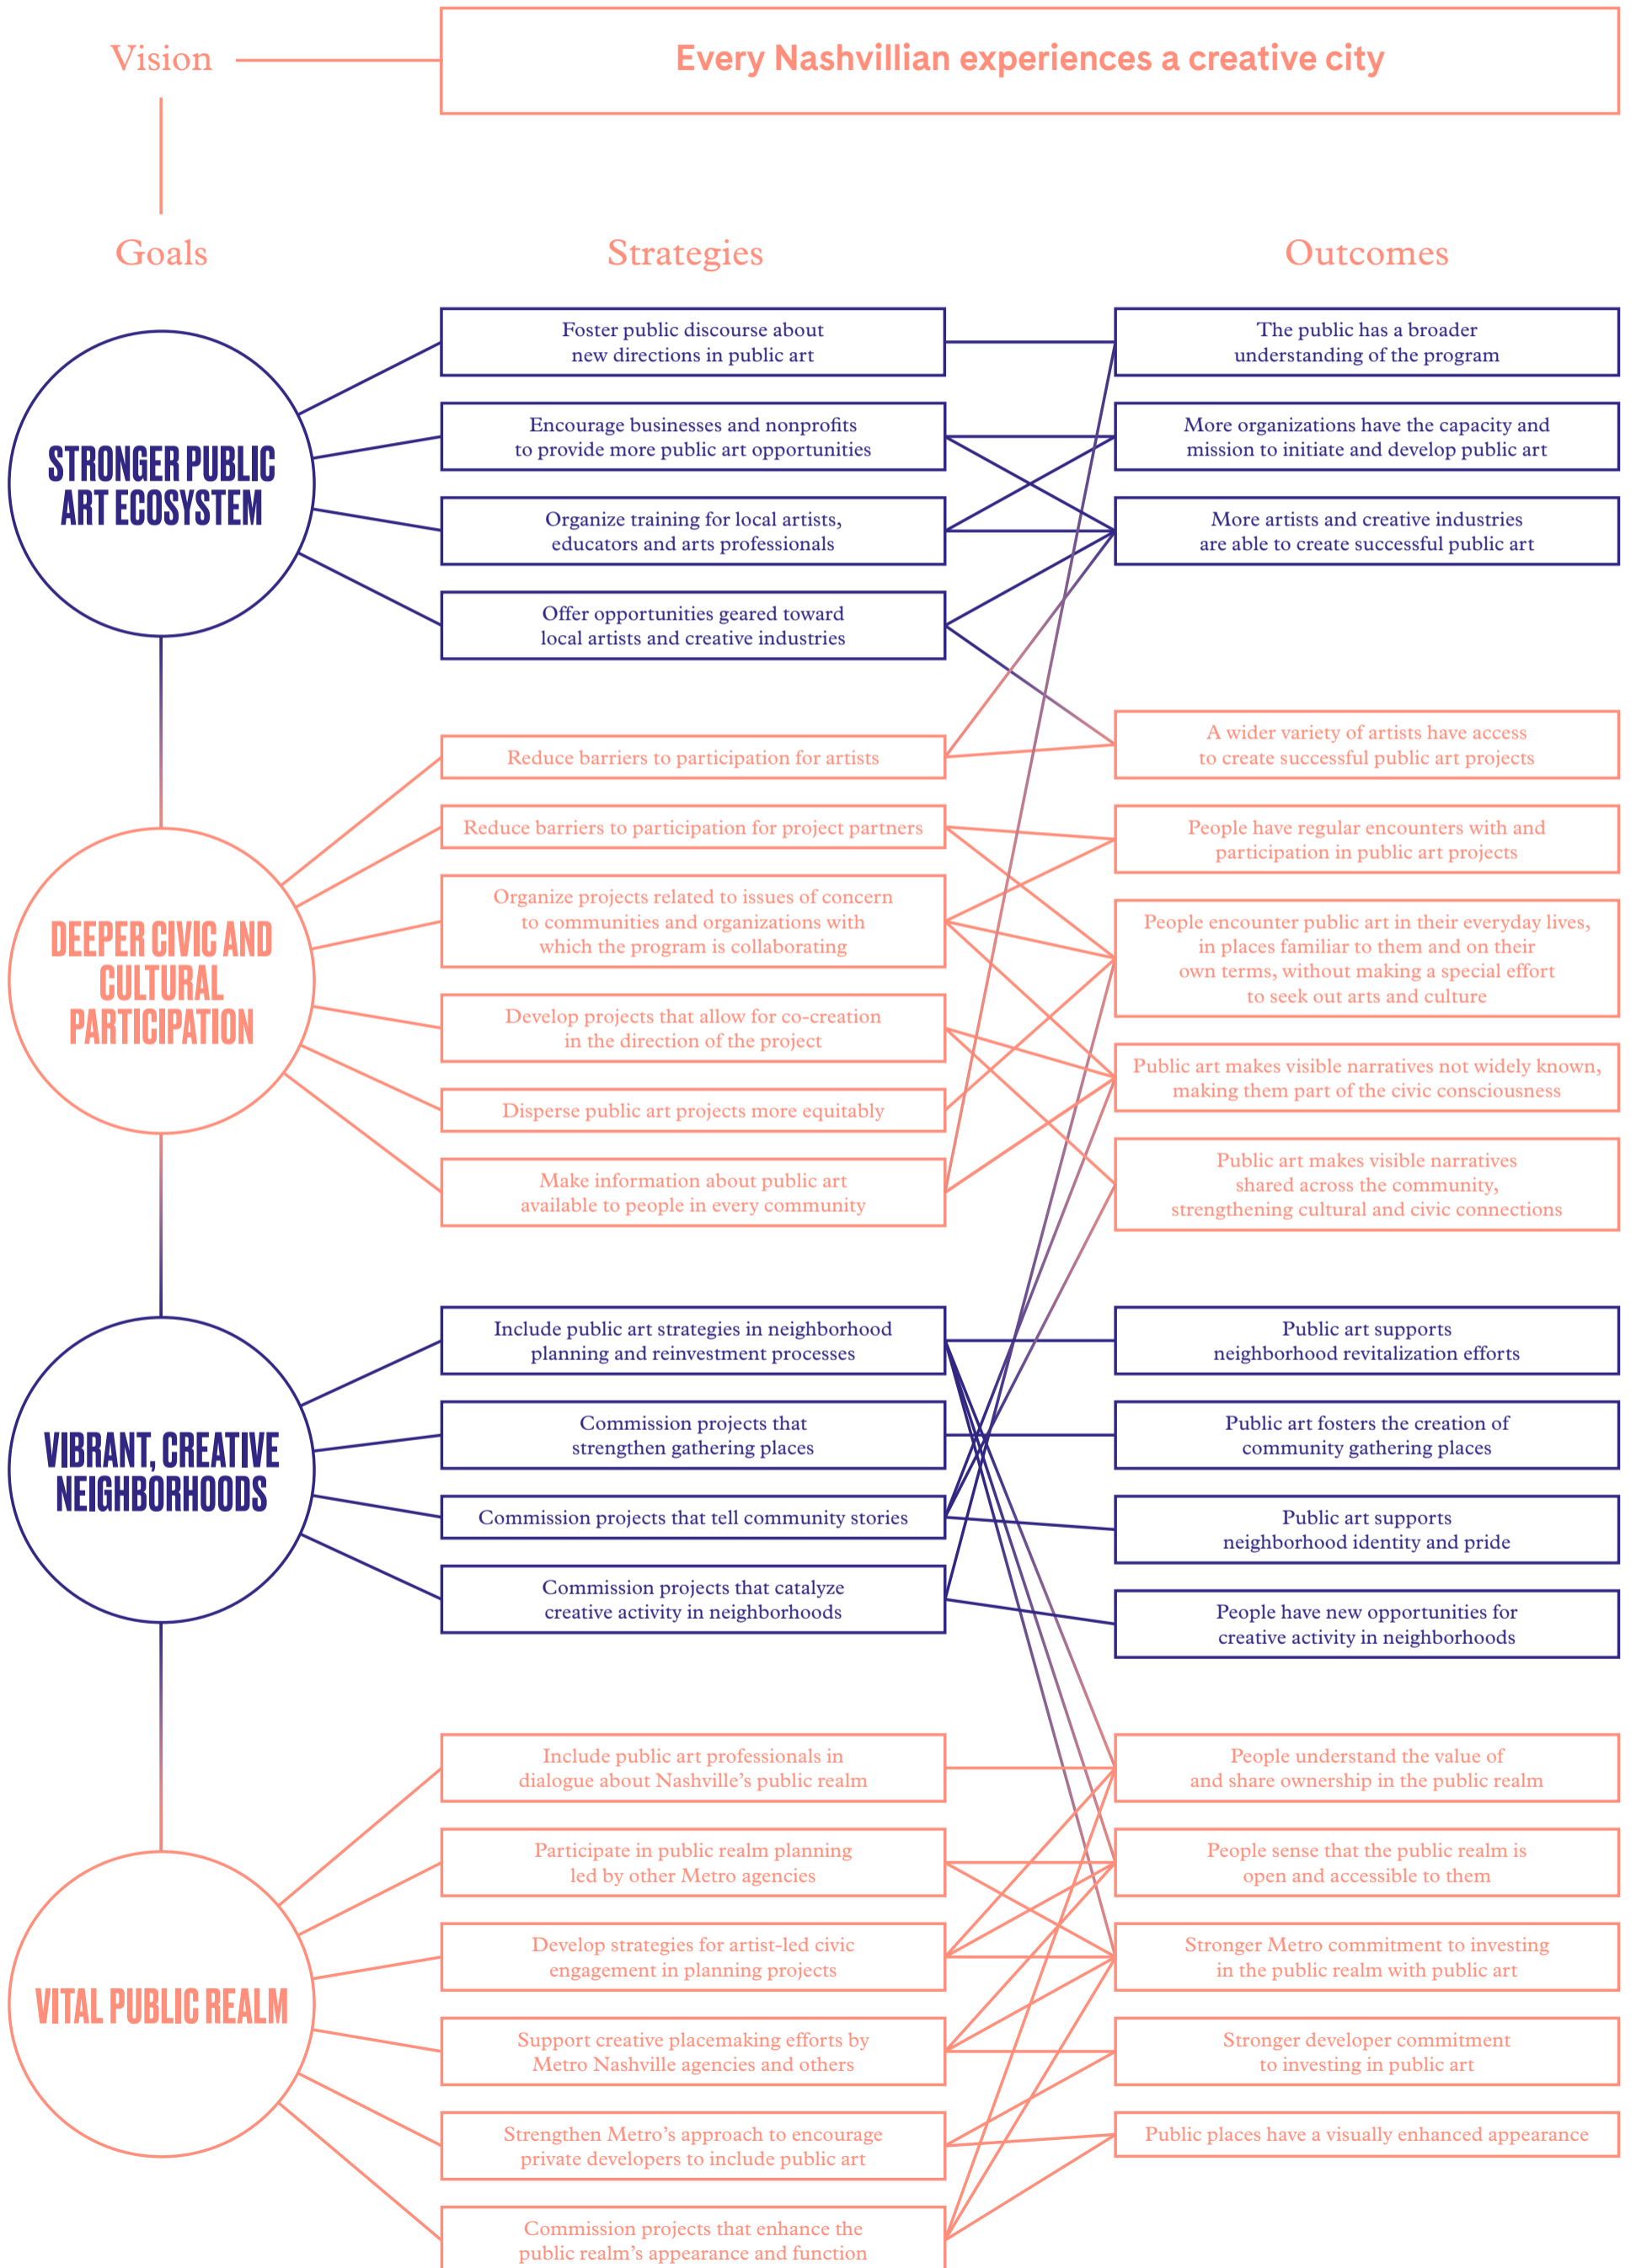 Vision
Every Nashvillian experiences a creative city
Goals
Strategies
Outcomes
STRONGER PUBLIC
ART ECOSYSTEM
Foster public discourse about
new directions in public art
Encourage businesses and nonprofits
to provide more public art opportunities
Organize training for local artists,
educators and arts professionals
Offer opportunities geared toward
local artists and creative industries
The public has a broader
understanding of the program
More organizations have the capacity and
mission to initiate and develop public art
More artists and creative industries
are able to create successful public art
DEEPER CIVIC AND
CULTURAL
PARTICIPATION
Reduce barriers to participation for artists
Reduce barriers to participation for project partners
Organize projects related to issues of concern
to communities and organizations with
which the program is collaborating
Develop projects that allow for co-creation
in the direction of the project
Disperse public art projects more equitably
Make information about public art
available to people in every community
A wider variety of artists have access
to create successful public art projects
People have regular encounters with and
participation in public art projects
People encounter public art in their everyday lives,
in places familiar to them and on their
own terms, without making a special effort
to seek out arts and culture
Public art makes visible narratives not widely known,
making them part of the civic consciousness
Public art makes visible narratives
shared across the community,
strengthening cultural and civic connections
VIBRANT, CREATIVE
NEIGHBORHOODS
Include public art strategies in neighborhood
planning and reinvestment processes
Commission projects that
strengthen gathering places
Commission projects that tell community stories
Commission projects that catalyze
creative activity in neighborhoods
Public art supports
neighborhood revitalization efforts
Public art fosters the creation of
community gathering places
Public art supports
neighborhood identity and pride
People have new opportunities for
creative activity in neighborhoods
VITAL PUBLIC REALM
Include public art professionals in
dialogue about Nashville’s public realm
Participate in public realm planning
led by other Metro agencies
Develop strategies for artist-led civic
engagement in planning projects
Support creative placemaking efforts by
Metro Nashville agencies and others
Strengthen Metro’s approach to encourage
private developers to include public art
Commission projects that enhance the
public realm’s appearance and function
People understand the value of
and share ownership in the public realm
People sense that the public realm is
open and accessible to them
Stronger Metro commitment to investing
in the public realm with public art
Stronger developer commitment
to investing in public art
Public places have a visually enhanced appearance